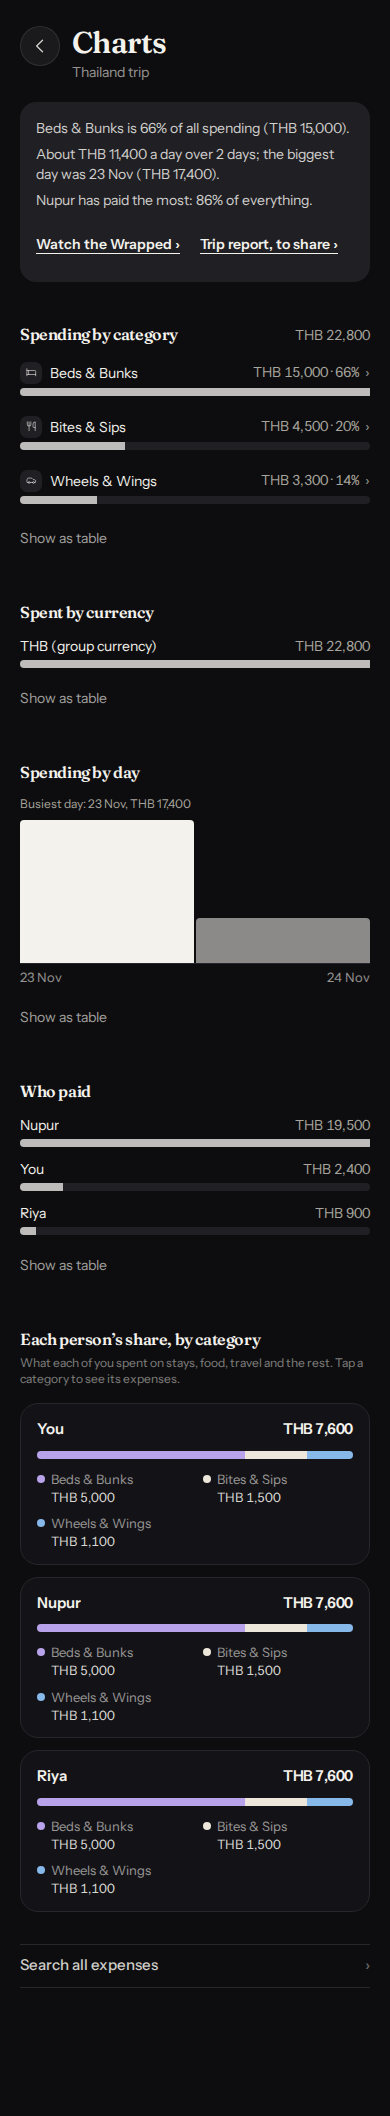 Charts
Thailand trip
Beds & Bunks is 66% of all spending (THB 15,000).
About THB 11,400 a day over 2 days; the biggest
day was 23 Nov (THB 17,400).
Nupur has paid the most: 86% of everything.
Watch the Wrapped › Trip report, to share ›
Spending by category THB 22,800
Beds & Bunks THB 15,000 · 66% ›
Bites & Sips THB 4,500 · 20% ›
Wheels & Wings THB 3,300 · 14% ›
Show as table
Spent by currency
THB (group currency) THB 22,800
Show as table
Spending by day
Busiest day: 23 Nov, THB 17,400
23 Nov 24 Nov
Show as table
Who paid
Nupur THB 19,500
You THB 2,400
Riya THB 900
Show as table
Each person’s share, by category
What each of you spent on stays, food, travel and the rest. Tap a
category to see its expenses.
You THB 7,600
Beds & Bunks Bites & Sips
THB 5,000 THB 1,500
Wheels & Wings
THB 1,100
Nupur THB 7,600
Beds & Bunks Bites & Sips
THB 5,000 THB 1,500
Wheels & Wings
THB 1,100
Riya THB 7,600
Beds & Bunks Bites & Sips
THB 5,000 THB 1,500
Wheels & Wings
THB 1,100
Search all expenses ›